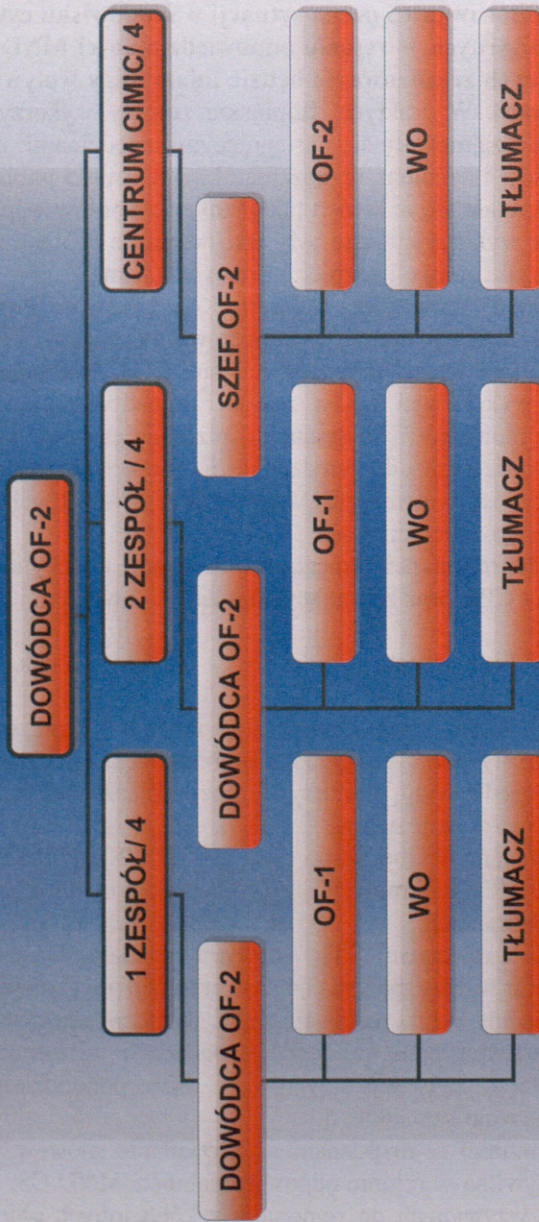 DOWÓDCA OF-2
1 ZESPÓŁ/ 4
2 ZESPÓŁ / 4
CENTRUM CIMIC/ 4
DOWÓDCA OF-2
DOWÓDCA OF-2
SZEF OF-2
OF-1
OF-1
OF-2
WO
WO
WO
TŁUMACZ
TŁUMACZ
TŁUMACZ